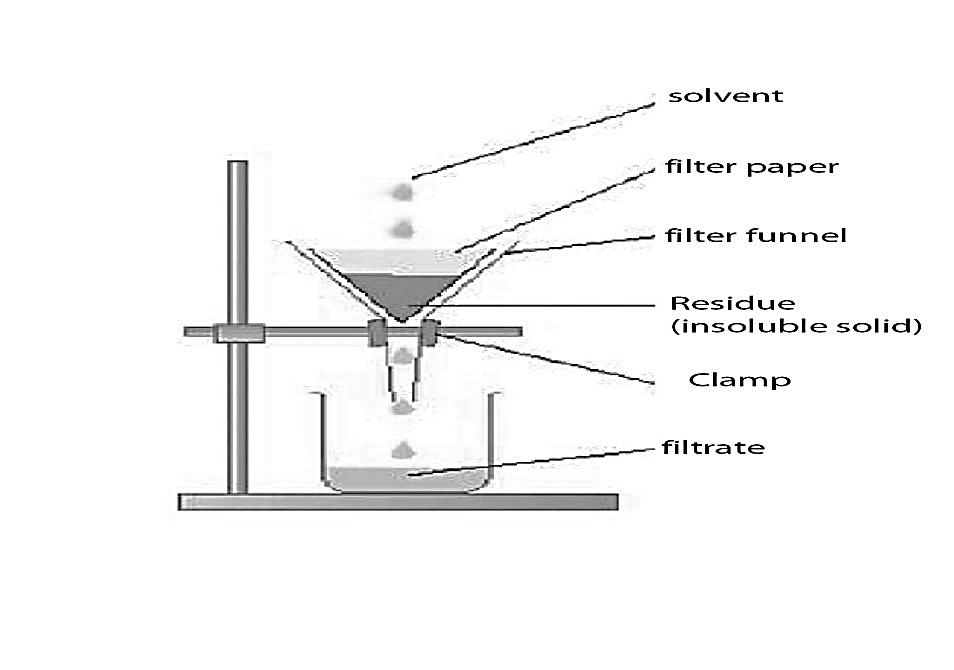 solvent
filter paper
filter funnel
Residue
(insoluble solid)
Clamp
filtrate